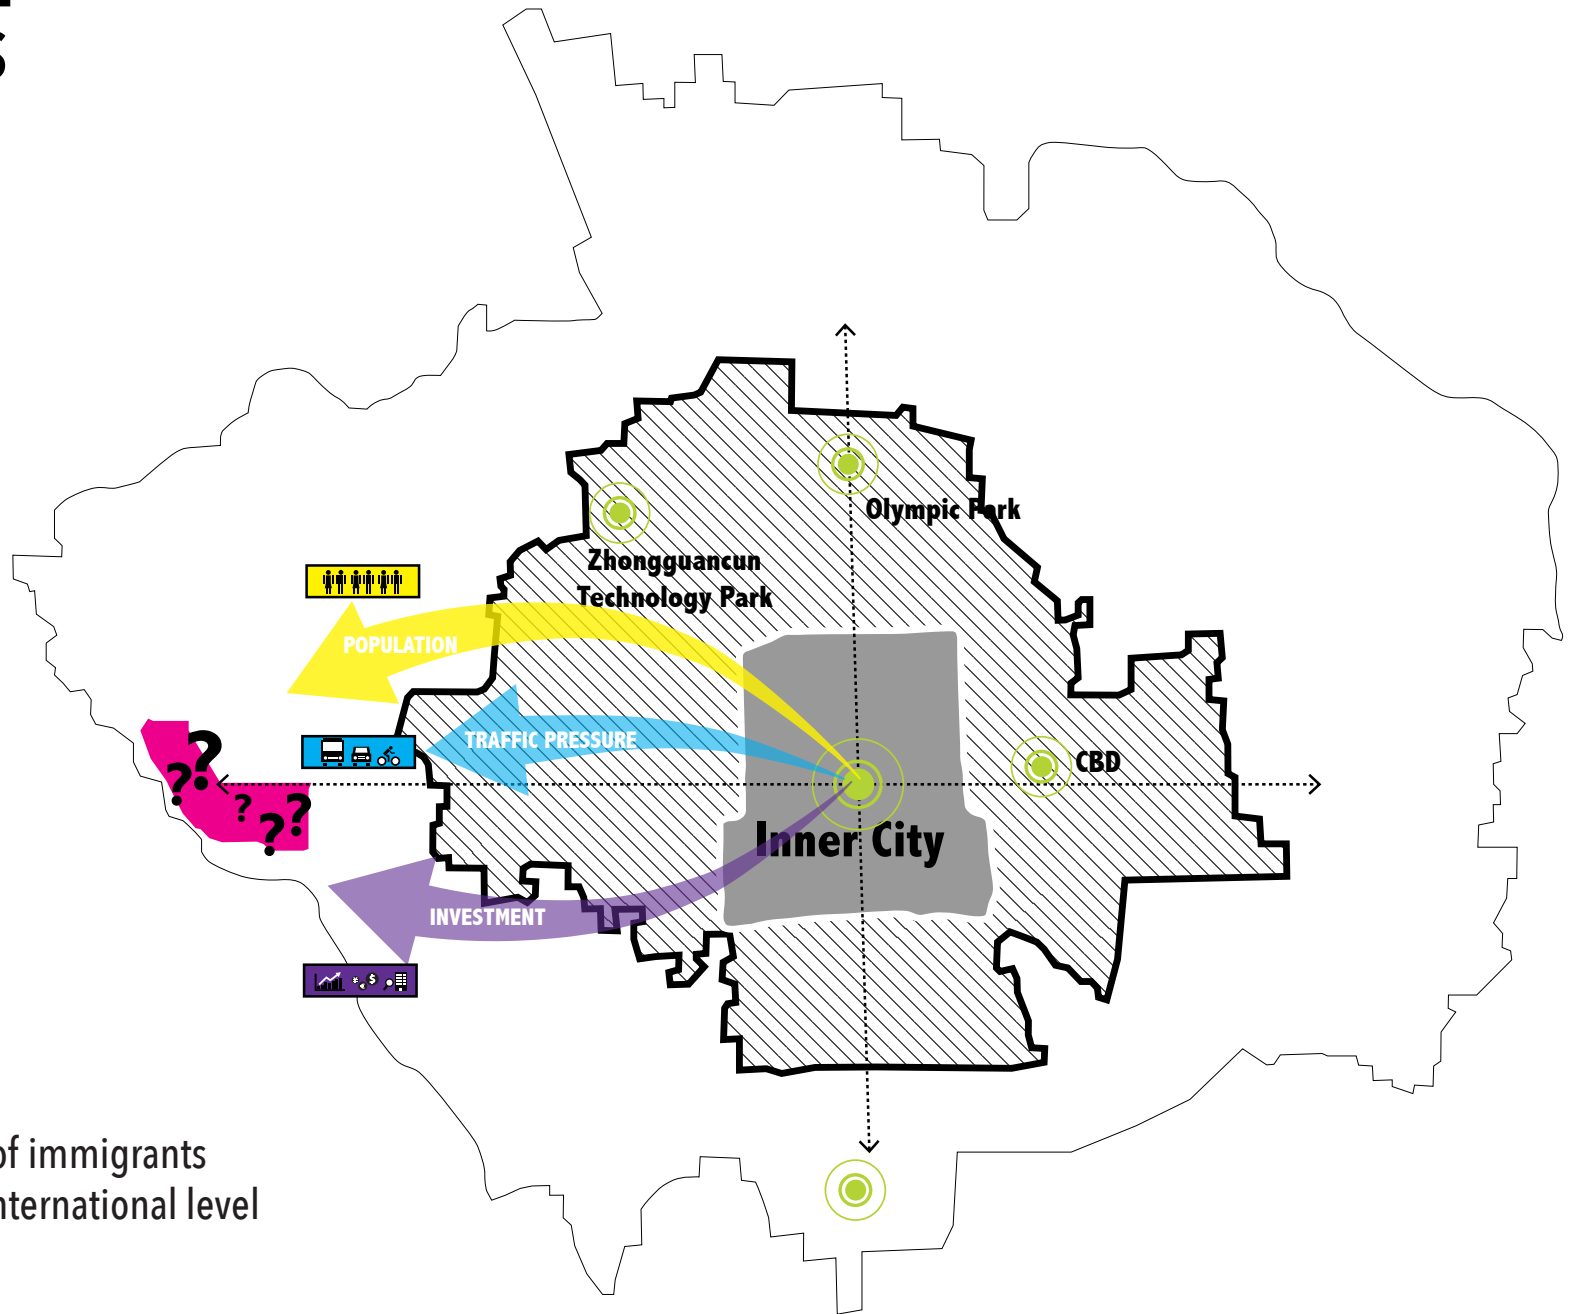 S
Olympic Park
Zhongguancun
Technology Park
POPULATION
TRAFFIC PRESSURE
CBD
?
?
?
?
?
Inner City
INVESTMENT
of immigrants
nternational level